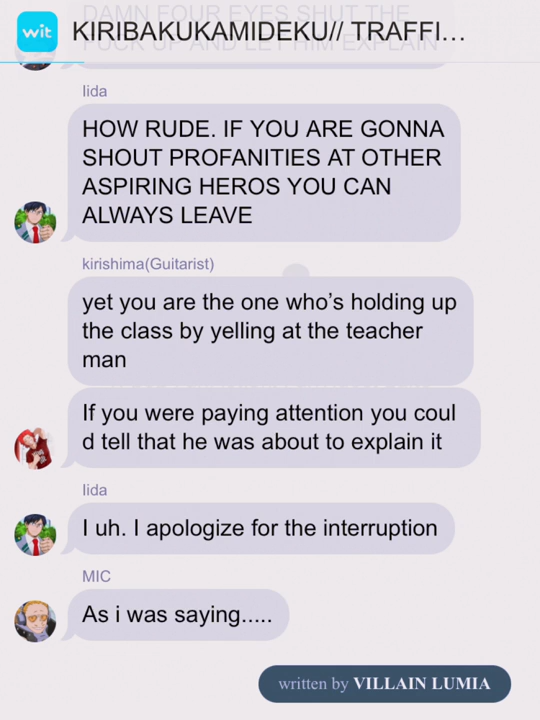 DAMN FOUR EYES SHUT THE
FUCK UP AND LET HIM EXPLAIN
wit
KIRIBAKUKAMIDEKU// TRAFFI...
Iida
HOW RUDE. IF YOU ARE GONNA
SHOUT PROFANITIES AT OTHER
ASPIRING HEROS YOU CAN
ALWAYS LEAVE
kirishima(Guitarist)
yet you are the one who's holding up
the class by yelling at the teacher
man
If you were paying attention you coul
d tell that he was about to explain it
Iida
I uh. I apologize for the interruption
MIC
As i was saying.....
written by VILLAIN LUMIA